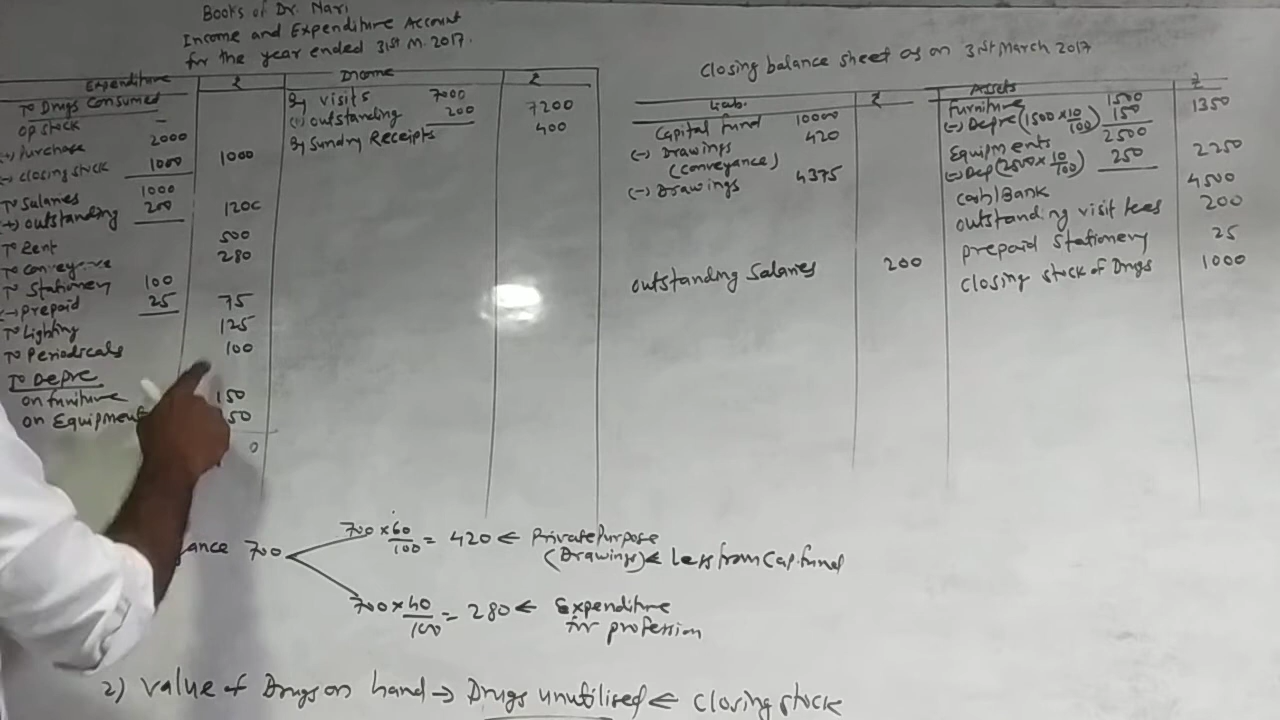 Books of Dr. Nari
Income and Expenditure Account
for the year ended 31st M. 2017.
Expenditure ₹ Income ₹
To Drugs Consumed
Op stock –
(+) Purchase 2000
(-) closing stock 1000 1000
To Salaries 1000
(+) outstanding 200 1200
To Rent 500
To conveyance 280
To Stationery 100
(-) prepaid 25 75
To Lighting 125
To Periodicals 100
To Depre
on furniture 150
on Equipment 50
0
By visits 7000
(+) outstanding 200 7200
By Sundry Receipts 400
Closing balance sheet as on 31st March 2017
Liab. ₹ Assets ₹
Capital fund 10000
(-) Drawings 420
(conveyance)
(-) Drawings 4375
outstanding Salaries 200
Furniture 1500
(-) Depre (1500 x 10/100) 150 1350
Equipments 2500
(-) Dep (2500 x 10/100) 250 2250
cash/Bank 4500
outstanding visit fees 200
prepaid stationery 25
closing stock of Drugs 1000
ance 700
700 x 60/100 = 420 ← Private Purpose
(Drawings) ← Less from Cap. fund
700 x 40/100 = 280 ← Expenditure
for profession
2) value of Drugs on hand → Drugs unutilised ← closing stock